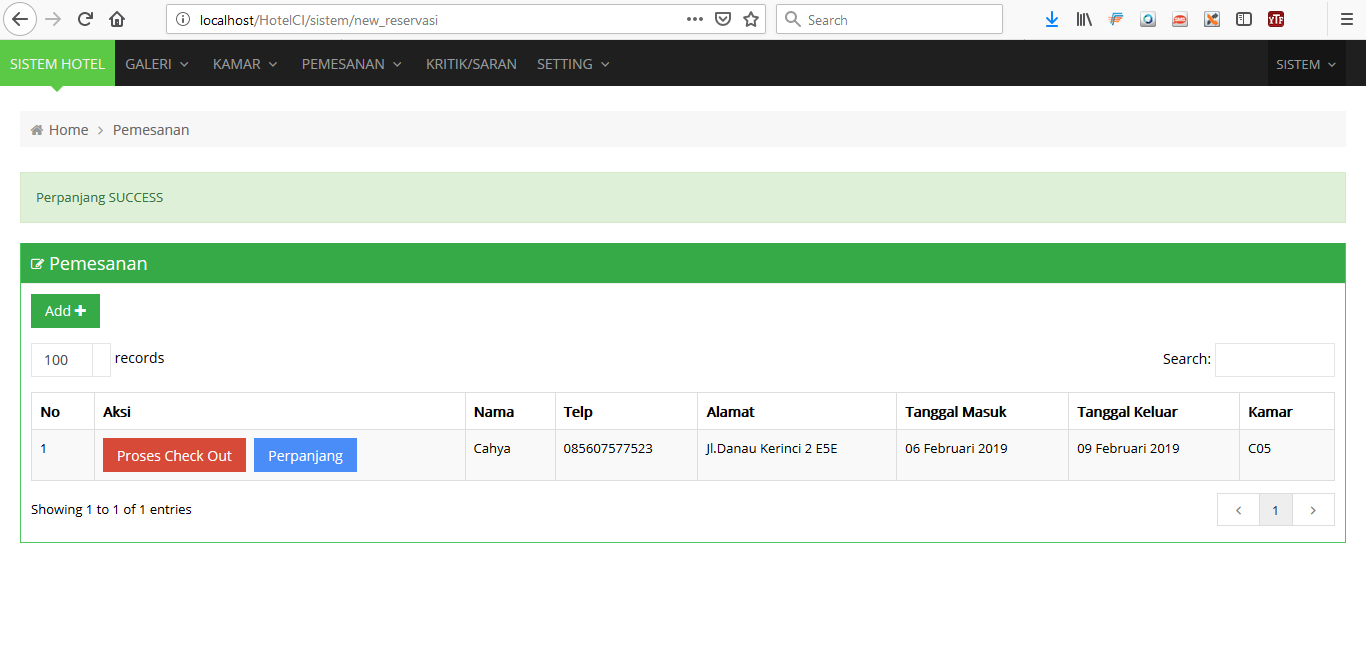 localhost/HotelCI/sistem/new_reservasi
Search
SISTEM HOTEL GALERI KAMAR PEMESANAN KRITIK/SARAN SETTING SISTEM
Home > Pemesanan
Perpanjang SUCCESS
Pemesanan
Add +
100 records Search:
No Aksi Nama Telp Alamat Tanggal Masuk Tanggal Keluar Kamar
1 Proses Check Out Perpanjang Cahya 085607577523 Jl.Danau Kerinci 2 E5E 06 Februari 2019 09 Februari 2019 C05
Showing 1 to 1 of 1 entries < 1 >